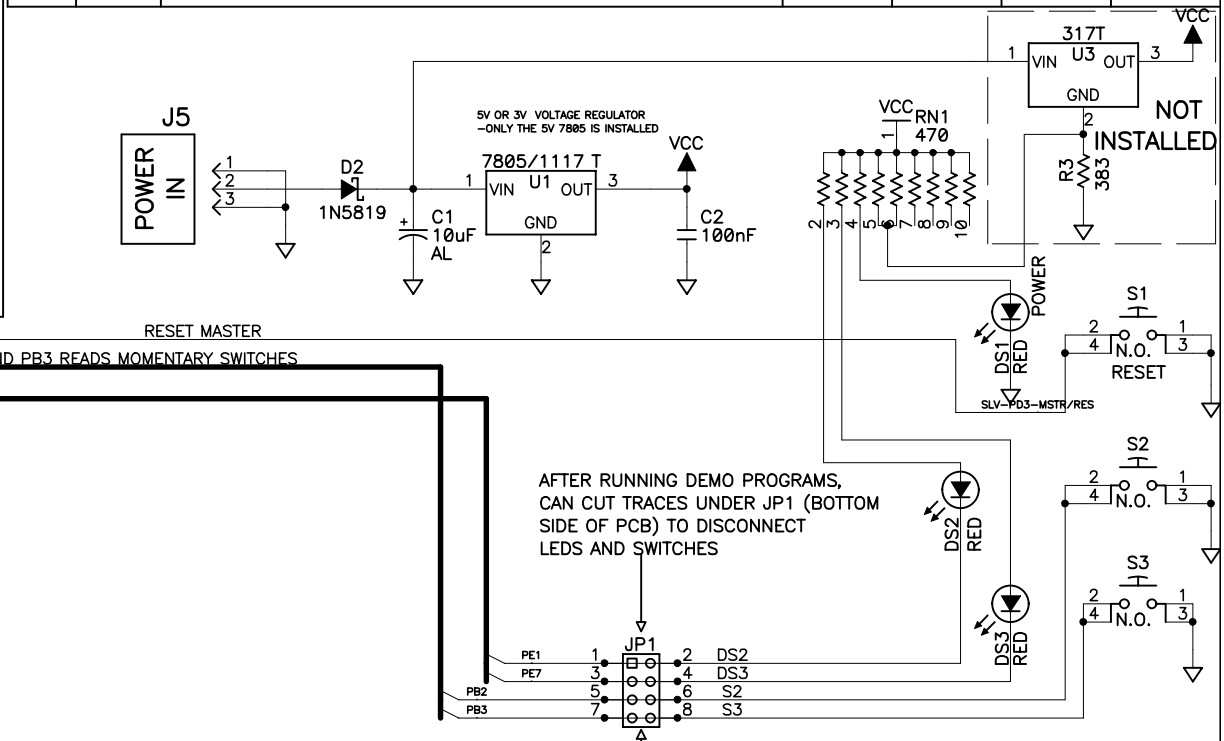 VCC
317T
1
VIN
U3
OUT
3
GND
2
NOT
INSTALLED
R3
383
J5
POWER
IN
1
2
3
D2
1N5819
5V OR 3V VOLTAGE REGULATOR
-ONLY THE 5V 7805 IS INSTALLED
7805/1117 T
1
VIN
U1
OUT
3
GND
2
VCC
+
C1
10uF
AL
C2
100nF
VCC
RN1
470
1
2
3
4
5
6
7
8
9
10
POWER
DS1
RED
S1
2
1
4
3
N.O.
RESET
RESET MASTER
ND PB3 READS MOMENTARY SWITCHES
SLV-PD3-MSTR/RES
AFTER RUNNING DEMO PROGRAMS,
CAN CUT TRACES UNDER JP1 (BOTTOM
SIDE OF PCB) TO DISCONNECT
LEDS AND SWITCHES
DS2
RED
S2
2
1
4
3
N.O.
DS3
RED
S3
2
1
4
3
N.O.
JP1
PE1
1
2
DS2
PE7
3
4
DS3
PB2
5
6
S2
PB3
7
8
S3